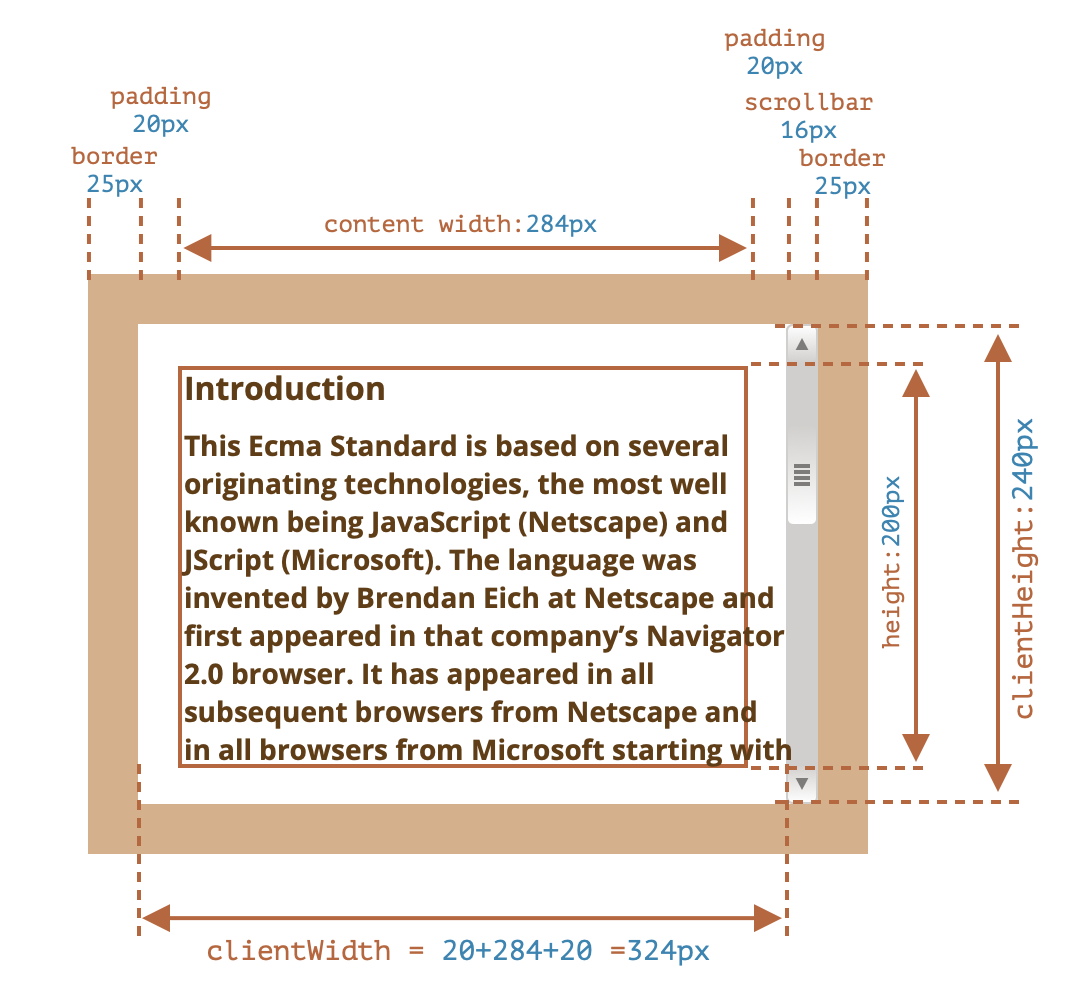 padding
20px
scrollbar
16px
padding
20px
border
25px
border
25px
content width:284px
Introduction
This Ecma Standard is based on several
originating technologies, the most well
known being JavaScript (Netscape) and
JScript (Microsoft). The language was
invented by Brendan Eich at Netscape and
first appeared in that company’s Navigator
2.0 browser. It has appeared in all
subsequent browsers from Netscape and
in all browsers from Microsoft starting with
height:200px
clientHeight:240px
clientWidth = 20+284+20 =324px